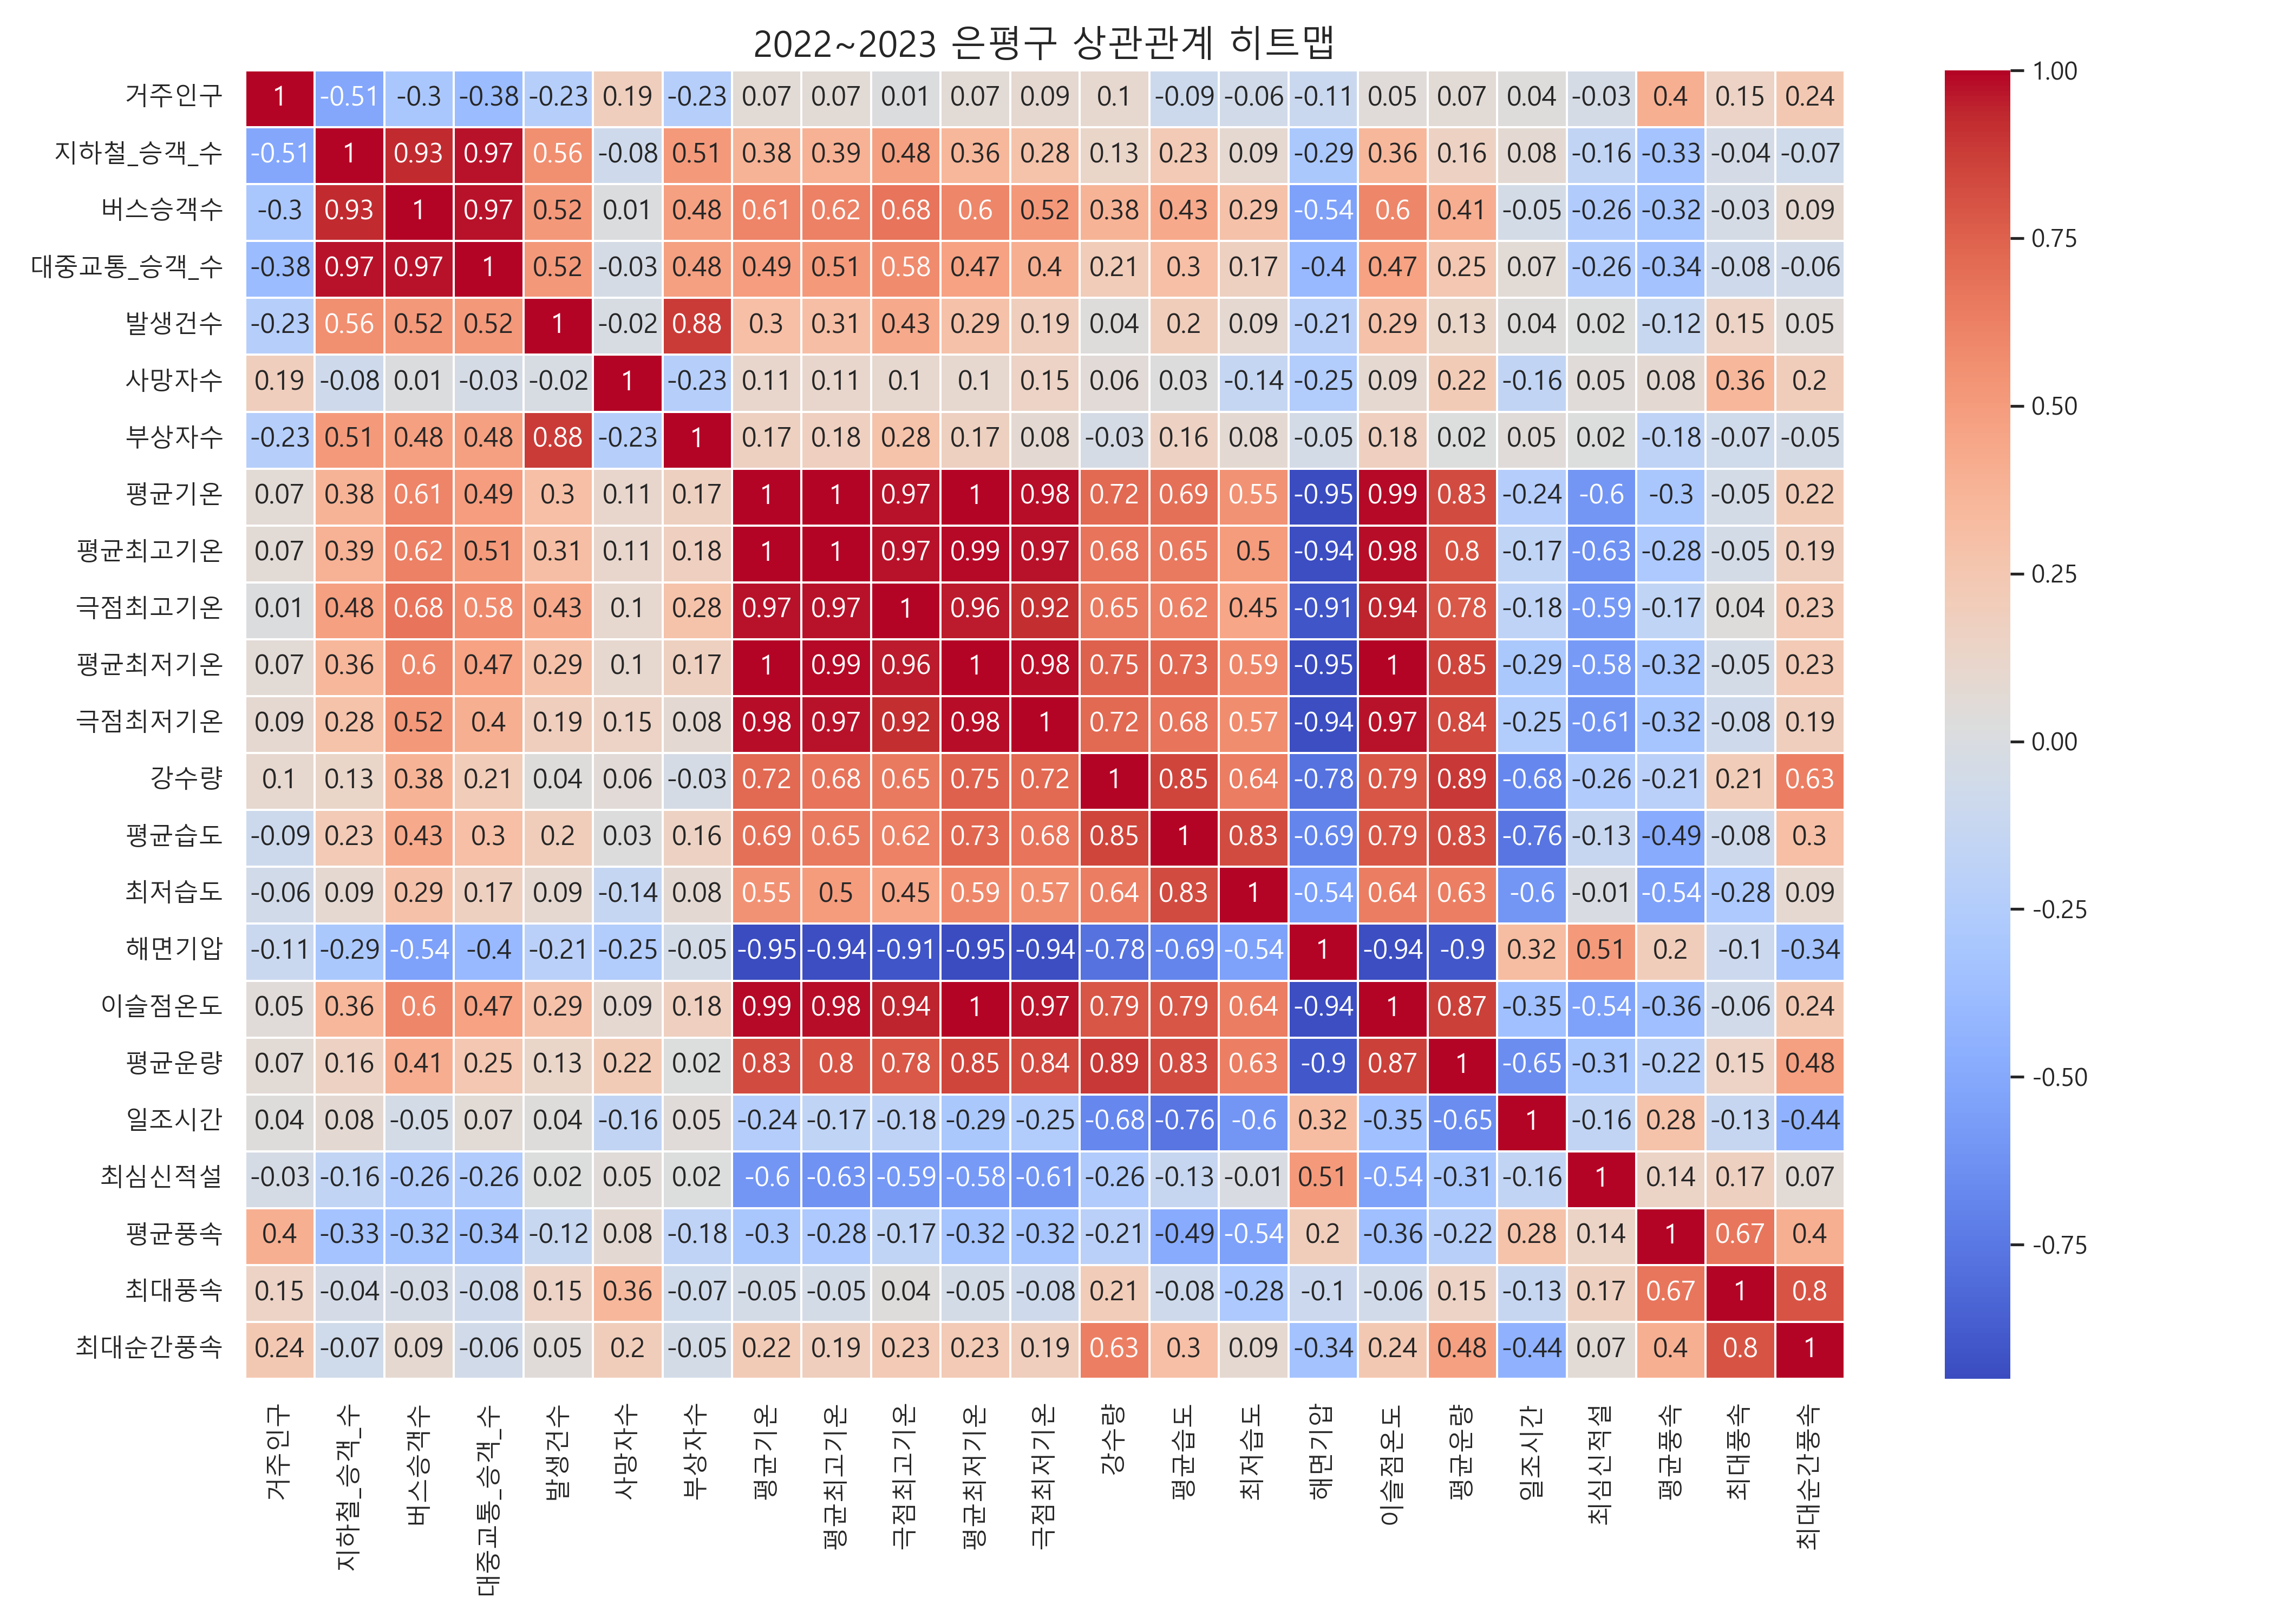 2022~2023 은평구 상관관계 히트맵
거주인구 1 -0.51 -0.3 -0.38 -0.23 0.19 -0.23 0.07 0.07 0.01 0.07 0.09 0.1 -0.09 -0.06 -0.11 0.05 0.07 0.04 -0.03 0.4 0.15 0.24
지하철_승객_수 -0.51 1 0.93 0.97 0.56 -0.08 0.51 0.38 0.39 0.48 0.36 0.28 0.13 0.23 0.09 -0.29 0.36 0.16 0.08 -0.16 -0.33 -0.04 -0.07
버스승객수 -0.3 0.93 1 0.97 0.52 0.01 0.48 0.61 0.62 0.68 0.6 0.52 0.38 0.43 0.29 -0.54 0.6 0.41 -0.05 -0.26 -0.32 -0.03 0.09
대중교통_승객_수 -0.38 0.97 0.97 1 0.52 -0.03 0.48 0.49 0.51 0.58 0.47 0.4 0.21 0.3 0.17 -0.4 0.47 0.25 0.07 -0.26 -0.34 -0.08 -0.06
발생건수 -0.23 0.56 0.52 0.52 1 -0.02 0.88 0.3 0.31 0.43 0.29 0.19 0.04 0.2 0.09 -0.21 0.29 0.13 0.04 0.02 -0.12 0.15 0.05
사망자수 0.19 -0.08 0.01 -0.03 -0.02 1 -0.23 0.11 0.11 0.1 0.1 0.15 0.06 0.03 -0.14 -0.25 0.09 0.22 -0.16 0.05 0.08 0.36 0.2
부상자수 -0.23 0.51 0.48 0.48 0.88 -0.23 1 0.17 0.18 0.28 0.17 0.08 -0.03 0.16 0.08 -0.05 0.18 0.02 0.05 0.02 -0.18 -0.07 -0.05
평균기온 0.07 0.38 0.61 0.49 0.3 0.11 0.17 1 1 0.97 1 0.98 0.72 0.69 0.55 -0.95 0.99 0.83 -0.24 -0.6 -0.3 -0.05 0.22
평균최고기온 0.07 0.39 0.62 0.51 0.31 0.11 0.18 1 1 0.97 0.99 0.97 0.68 0.65 0.5 -0.94 0.98 0.8 -0.17 -0.63 -0.28 -0.05 0.19
극점최고기온 0.01 0.48 0.68 0.58 0.43 0.1 0.28 0.97 0.97 1 0.96 0.92 0.65 0.62 0.45 -0.91 0.94 0.78 -0.18 -0.59 -0.17 0.04 0.23
평균최저기온 0.07 0.36 0.6 0.47 0.29 0.1 0.17 1 0.99 0.96 1 0.98 0.75 0.73 0.59 -0.95 1 0.85 -0.29 -0.58 -0.32 -0.05 0.23
극점최저기온 0.09 0.28 0.52 0.4 0.19 0.15 0.08 0.98 0.97 0.92 0.98 1 0.72 0.68 0.57 -0.94 0.97 0.84 -0.25 -0.61 -0.32 -0.08 0.19
강수량 0.1 0.13 0.38 0.21 0.04 0.06 -0.03 0.72 0.68 0.65 0.75 0.72 1 0.85 0.64 -0.78 0.79 0.89 -0.68 -0.26 -0.21 0.21 0.63
평균습도 -0.09 0.23 0.43 0.3 0.2 0.03 0.16 0.69 0.65 0.62 0.73 0.68 0.85 1 0.83 -0.69 0.79 0.83 -0.76 -0.13 -0.49 -0.08 0.3
최저습도 -0.06 0.09 0.29 0.17 0.09 -0.14 0.08 0.55 0.5 0.45 0.59 0.57 0.64 0.83 1 -0.54 0.64 0.63 -0.6 -0.01 -0.54 -0.28 0.09
해면기압 -0.11 -0.29 -0.54 -0.4 -0.21 -0.25 -0.05 -0.95 -0.94 -0.91 -0.95 -0.94 -0.78 -0.69 -0.54 1 -0.94 -0.9 0.32 0.51 0.2 -0.1 -0.34
이슬점온도 0.05 0.36 0.6 0.47 0.29 0.09 0.18 0.99 0.98 0.94 1 0.97 0.79 0.79 0.64 -0.94 1 0.87 -0.35 -0.54 -0.36 -0.06 0.24
평균운량 0.07 0.16 0.41 0.25 0.13 0.22 0.02 0.83 0.8 0.78 0.85 0.84 0.89 0.83 0.63 -0.9 0.87 1 -0.65 -0.31 -0.22 0.15 0.48
일조시간 0.04 0.08 -0.05 0.07 0.04 -0.16 0.05 -0.24 -0.17 -0.18 -0.29 -0.25 -0.68 -0.76 -0.6 0.32 -0.35 -0.65 1 -0.16 0.28 -0.13 -0.44
최심신적설 -0.03 -0.16 -0.26 -0.26 0.02 0.05 0.02 -0.6 -0.63 -0.59 -0.58 -0.61 -0.26 -0.13 -0.01 0.51 -0.54 -0.31 -0.16 1 0.14 0.17 0.07
평균풍속 0.4 -0.33 -0.32 -0.34 -0.12 0.08 -0.18 -0.3 -0.28 -0.17 -0.32 -0.32 -0.21 -0.49 -0.54 0.2 -0.36 -0.22 0.28 0.14 1 0.67 0.4
최대풍속 0.15 -0.04 -0.03 -0.08 0.15 0.36 -0.07 -0.05 -0.05 0.04 -0.05 -0.08 0.21 -0.08 -0.28 -0.1 -0.06 0.15 -0.13 0.17 0.67 1 0.8
최대순간풍속 0.24 -0.07 0.09 -0.06 0.05 0.2 -0.05 0.22 0.19 0.23 0.23 0.19 0.63 0.3 0.09 -0.34 0.24 0.48 -0.44 0.07 0.4 0.8 1
거주인구
지하철_승객_수
버스승객수
대중교통_승객_수
발생건수
사망자수
부상자수
평균기온
평균최고기온
극점최고기온
평균최저기온
극점최저기온
강수량
평균습도
최저습도
해면기압
이슬점온도
평균운량
일조시간
최심신적설
평균풍속
최대풍속
최대순간풍속
1.00
0.75
0.50
0.25
0.00
-0.25
-0.50
-0.75